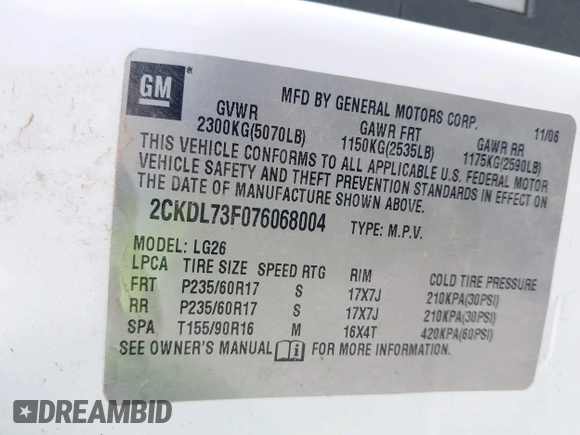 GM
MFD BY GENERAL MOTORS CORP. 11/06
GVWR GAWR FRT GAWR RR
2300KG(5070LB) 1150KG(2535LB) 1175KG(2590LB)
THIS VEHICLE CONFORMS TO ALL APPLICABLE U.S. FEDERAL MOTOR
VEHICLE SAFETY AND THEFT PREVENTION STANDARDS IN EFFECT ON
THE DATE OF MANUFACTURE SHOWN ABOVE.
2CKDL73F076068004 TYPE: M.P.V.
MODEL: LG26
LPCA TIRE SIZE SPEED RTG RIM COLD TIRE PRESSURE
FRT P235/60R17 S 17X7J 210KPA(30PSI)
RR P235/60R17 S 17X7J 210KPA(30PSI)
SPA T155/90R16 M 16X4T 420KPA(60PSI)
SEE OWNER'S MANUAL i FOR MORE INFORMATION.
DREAMBID